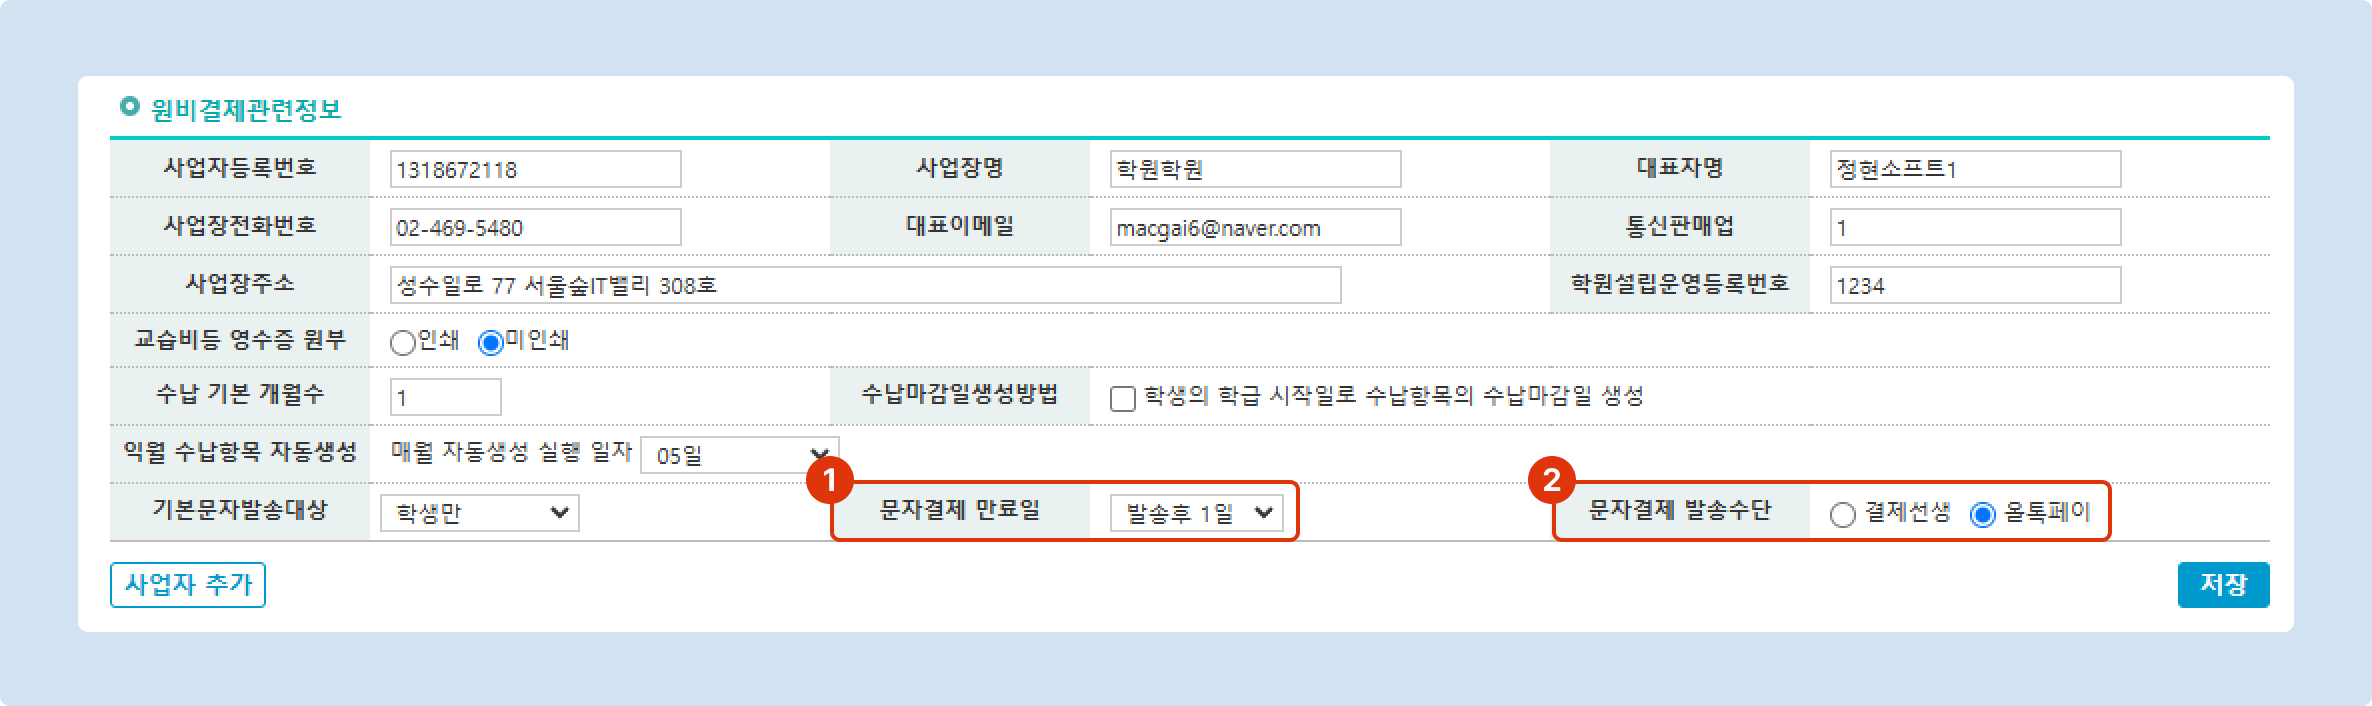 원비결제관련정보
사업자등록번호 1318672118 사업장명 학원학원 대표자명 정현소프트1
사업장전화번호 02-469-5480 대표이메일 macgai6@naver.com 통신판매업 1
사업장주소 성수일로 77 서울숲IT밸리 308호 학원설립운영등록번호 1234
교습비등 영수증 원부 인쇄 미인쇄
수납 기본 개월수 1 수납마감일생성방법 학생의 학급 시작일로 수납항목의 수납마감일 생성
익월 수납항목 자동생성 매월 자동생성 실행 일자 05일
1 2
기본문자발송대상 학생만 문자결제 만료일 발송후 1일 문자결제 발송수단 결제선생 올톡페이
사업자 추가 저장